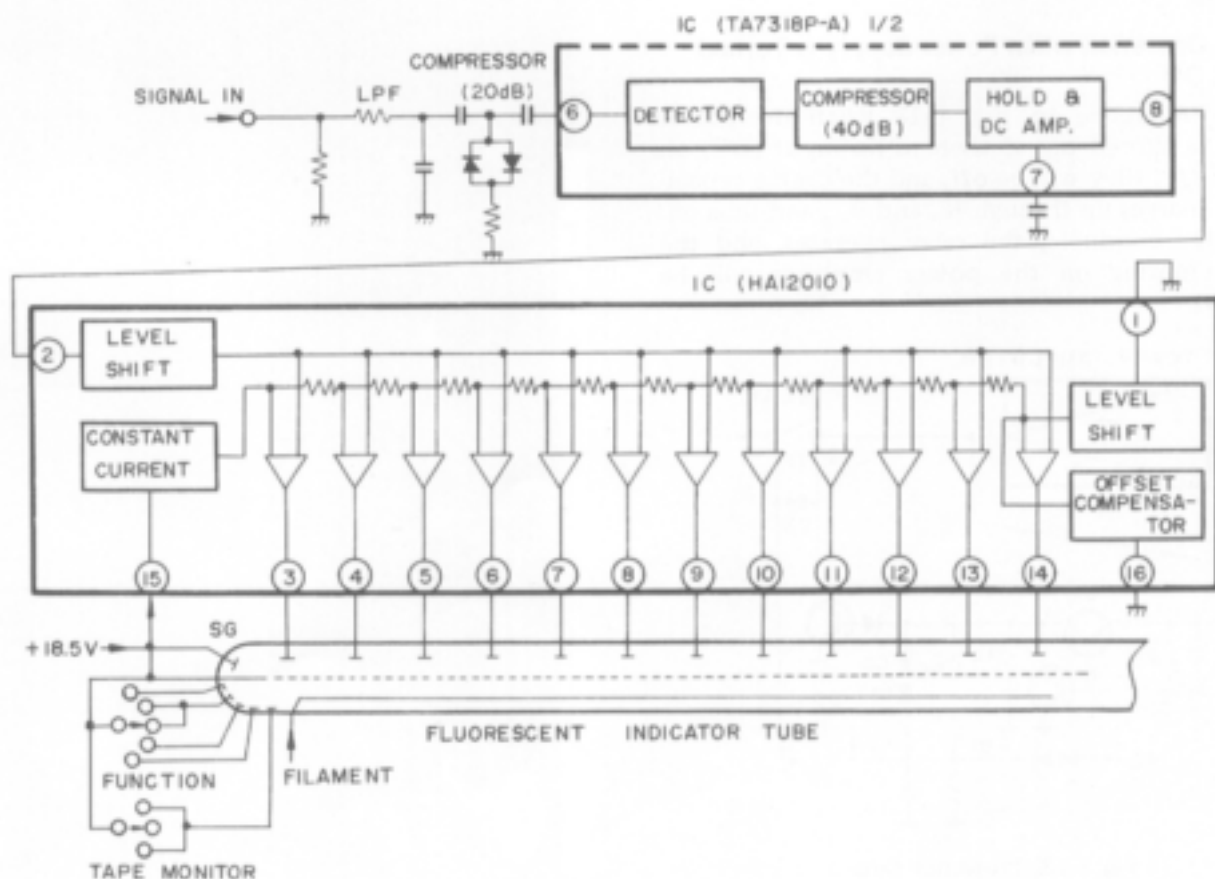 IC (TA7318P-A) 1/2
COMPRESSOR
(20dB)
SIGNAL IN
LPF
6
DETECTOR
COMPRESSOR
(40dB)
HOLD &
DC AMP.
8
7
IC (HA12010)
1
2
LEVEL
SHIFT
CONSTANT
CURRENT
LEVEL
SHIFT
OFFSET
COMPENSA-
TOR
15
3
4
5
6
7
8
9
10
11
12
13
14
16
+18.5V
SG
FLUORESCENT INDICATOR TUBE
FUNCTION
FILAMENT
TAPE MONITOR